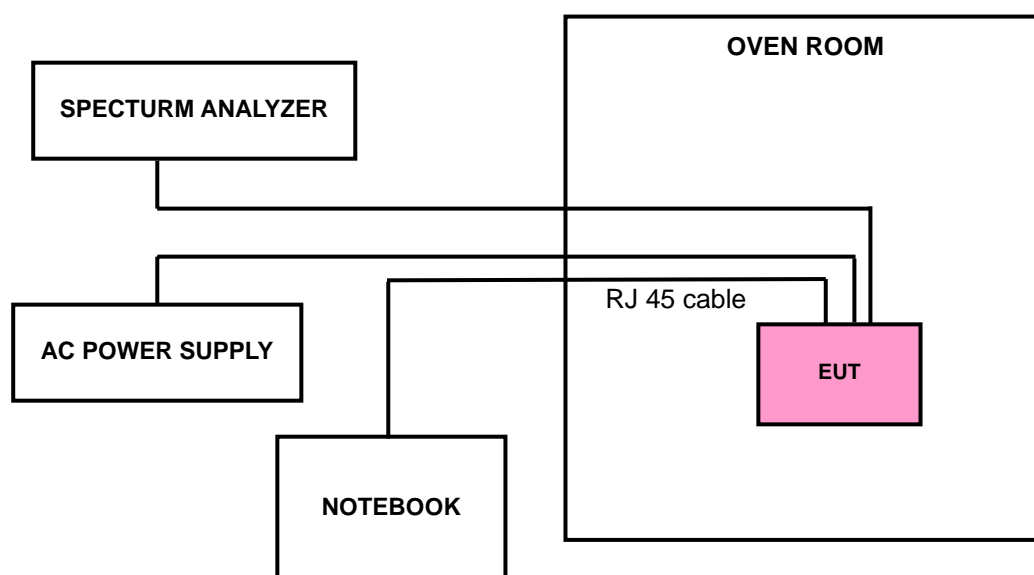 OVEN ROOM
SPECTURM ANALYZER
RJ 45 cable
AC POWER SUPPLY
EUT
NOTEBOOK